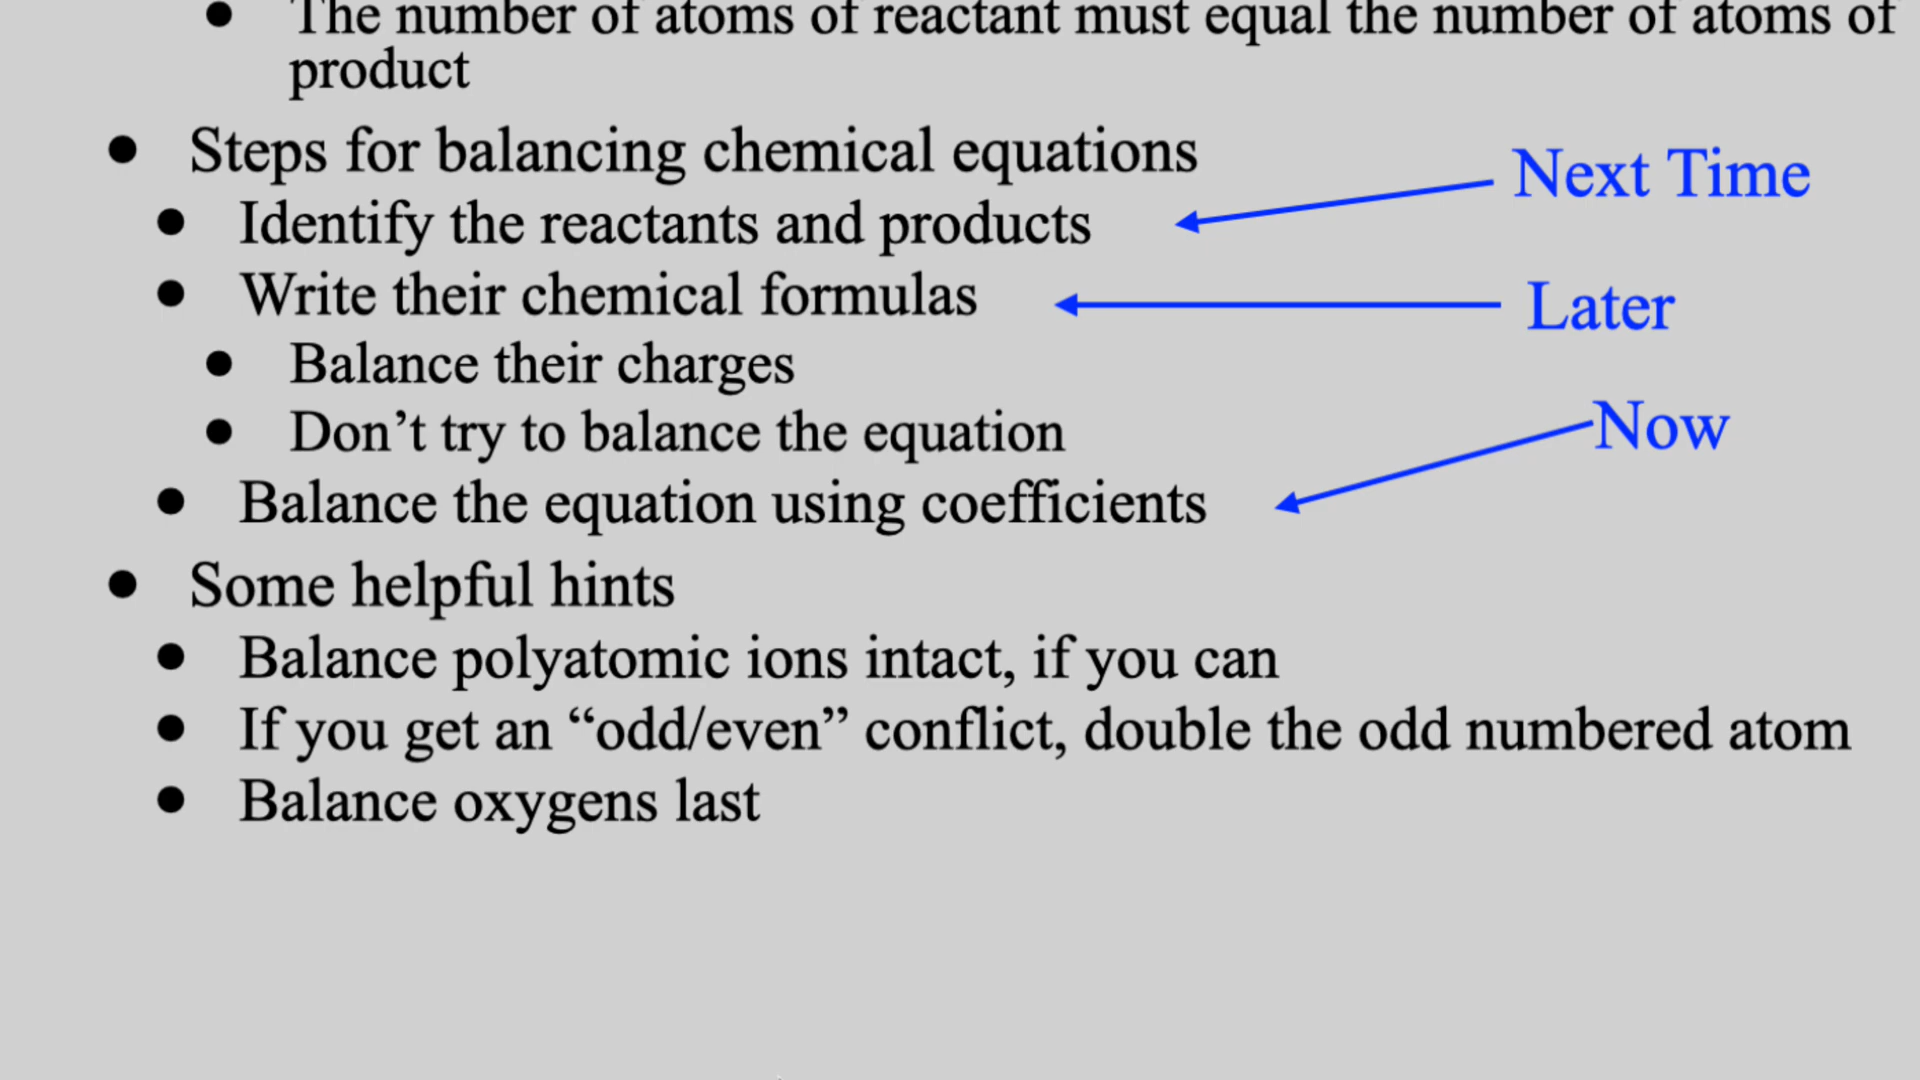 The number of atoms of reactant must equal the number of atoms of
product
Steps for balancing chemical equations
Next Time
Identify the reactants and products
Write their chemical formulas
Later
Balance their charges
Don’t try to balance the equation
Now
Balance the equation using coefficients
Some helpful hints
Balance polyatomic ions intact, if you can
If you get an “odd/even” conflict, double the odd numbered atom
Balance oxygens last